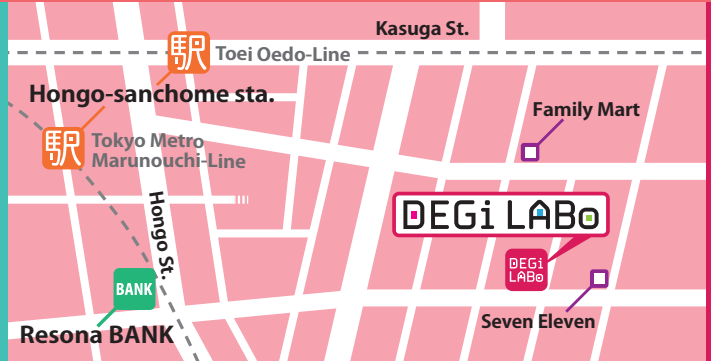 Kasuga St.
駅
Toei Oedo-Line
Hongo-sanchome sta.
Family Mart
駅
Tokyo Metro
Marunouchi-Line
Hongo St.
DEGi LABo
DEGi
LABo
BANK
Seven Eleven
Resona BANK